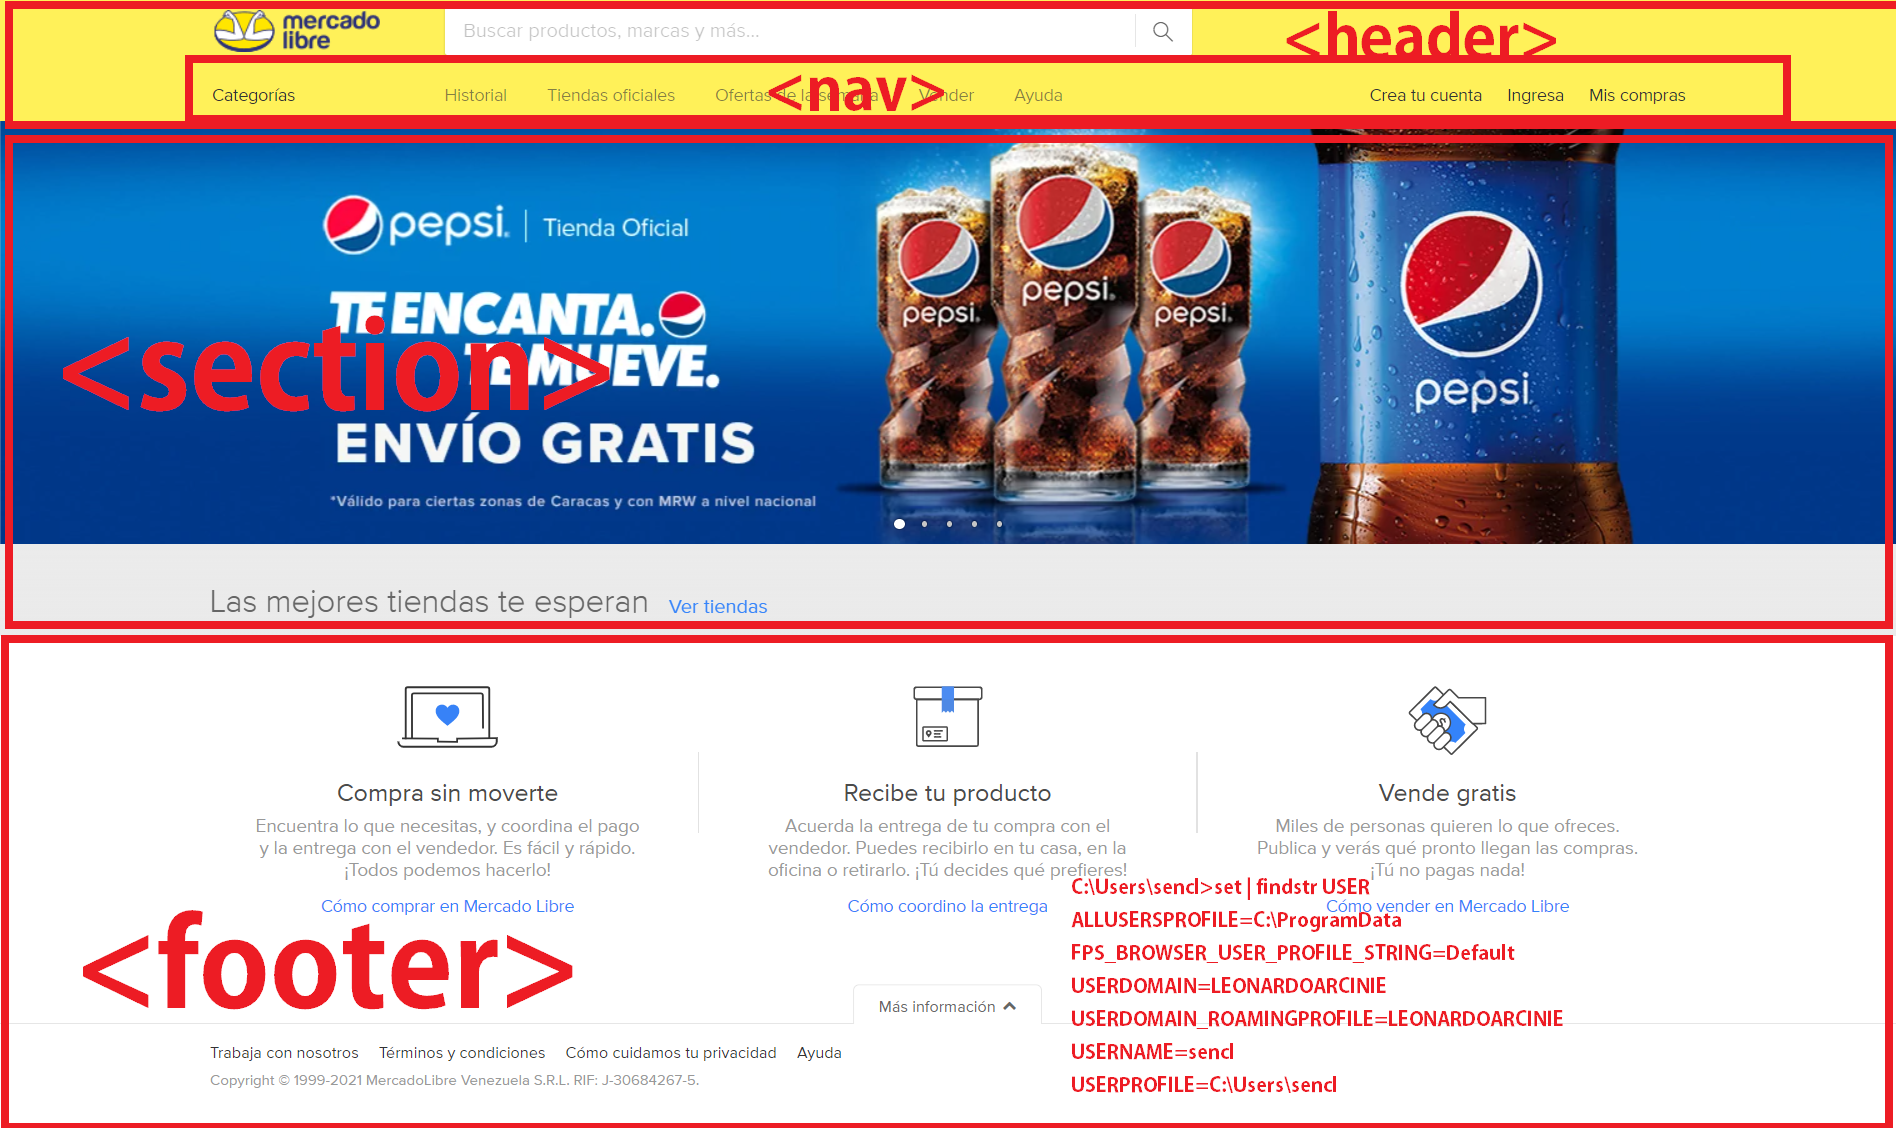 mercado
libre
Buscar productos, marcas y más...
<header>
Categorías
Historial
Tiendas oficiales
Ofertas de la semana
Vender
Ayuda
<nav>
Crea tu cuenta
Ingresa
Mis compras
pepsi. | Tienda Oficial
TE ENCANTA.
TE MUEVE.
<section>
ENVÍO GRATIS
*Válido para ciertas zonas de Caracas y con MRW a nivel nacional
pepsi.
pepsi.
pepsi.
pepsi
Las mejores tiendas te esperan
Ver tiendas
Compra sin moverte
Encuentra lo que necesitas, y coordina el pago
y la entrega con el vendedor. Es fácil y rápido.
¡Todos podemos hacerlo!
Cómo comprar en Mercado Libre
Recibe tu producto
Acuerda la entrega de tu compra con el
vendedor. Puedes recibirlo en tu casa, en la
oficina o retirarlo. ¡Tú decides qué prefieres!
Cómo coordino la entrega
Vende gratis
Miles de personas quieren lo que ofreces.
Publica y verás qué pronto llegan las compras.
¡Tú no pagas nada!
Cómo vender en Mercado Libre
<footer>
C:\Users\sencl>set | findstr USER
ALLUSERSPROFILE=C:\ProgramData
FPS_BROWSER_USER_PROFILE_STRING=Default
USERDOMAIN=LEONARDOARCINIE
USERDOMAIN_ROAMINGPROFILE=LEONARDOARCINIE
USERNAME=sencl
USERPROFILE=C:\Users\sencl
Más información
Trabaja con nosotros
Términos y condiciones
Cómo cuidamos tu privacidad
Ayuda
Copyright © 1999-2021 MercadoLibre Venezuela S.R.L. RIF: J-30684267-5.